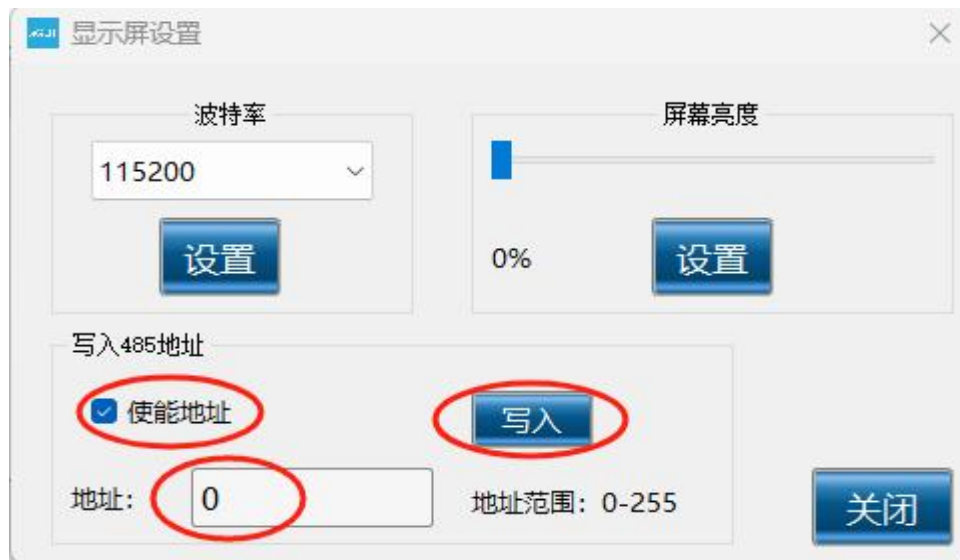 显示屏设置
波特率
屏幕亮度
115200
设置
0%
设置
写入485地址
使能地址
写入
地址：
0
地址范围：0-255
关闭